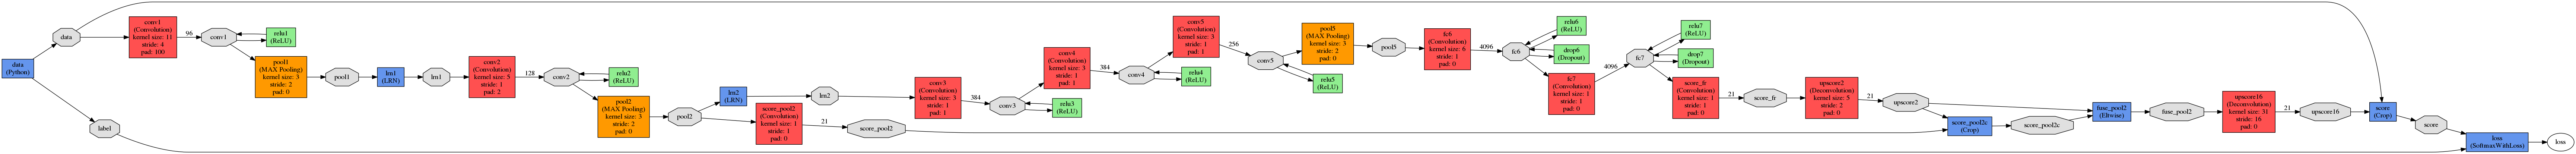 data
(Python)
data
label
conv1
(Convolution)
kernel size: 11
stride: 4
pad: 100
96
conv1
relu1
(ReLU)
pool1
(MAX Pooling)
kernel size: 3
stride: 2
pad: 0
pool1
lrn1
(LRN)
lrn1
conv2
(Convolution)
kernel size: 5
stride: 1
pad: 2
128
conv2
relu2
(ReLU)
pool2
(MAX Pooling)
kernel size: 3
stride: 2
pad: 0
pool2
lrn2
(LRN)
lrn2
score_pool2
(Convolution)
kernel size: 1
stride: 1
pad: 0
21
score_pool2
conv3
(Convolution)
kernel size: 3
stride: 1
pad: 1
384
conv3
relu3
(ReLU)
conv4
(Convolution)
kernel size: 3
stride: 1
pad: 1
384
conv4
relu4
(ReLU)
conv5
(Convolution)
kernel size: 3
stride: 1
pad: 1
256
conv5
relu5
(ReLU)
pool5
(MAX Pooling)
kernel size: 3
stride: 2
pad: 0
pool5
fc6
(Convolution)
kernel size: 6
stride: 1
pad: 0
4096
fc6
relu6
(ReLU)
drop6
(Dropout)
fc7
(Convolution)
kernel size: 1
stride: 1
pad: 0
4096
fc7
relu7
(ReLU)
drop7
(Dropout)
score_fr
(Convolution)
kernel size: 1
stride: 1
pad: 0
21
score_fr
upscore2
(Deconvolution)
kernel size: 5
stride: 2
pad: 0
21
upscore2
score_pool2c
(Crop)
score_pool2c
fuse_pool2
(Eltwise)
fuse_pool2
upscore16
(Deconvolution)
kernel size: 31
stride: 16
pad: 0
21
upscore16
score
(Crop)
score
loss
(SoftmaxWithLoss)
loss